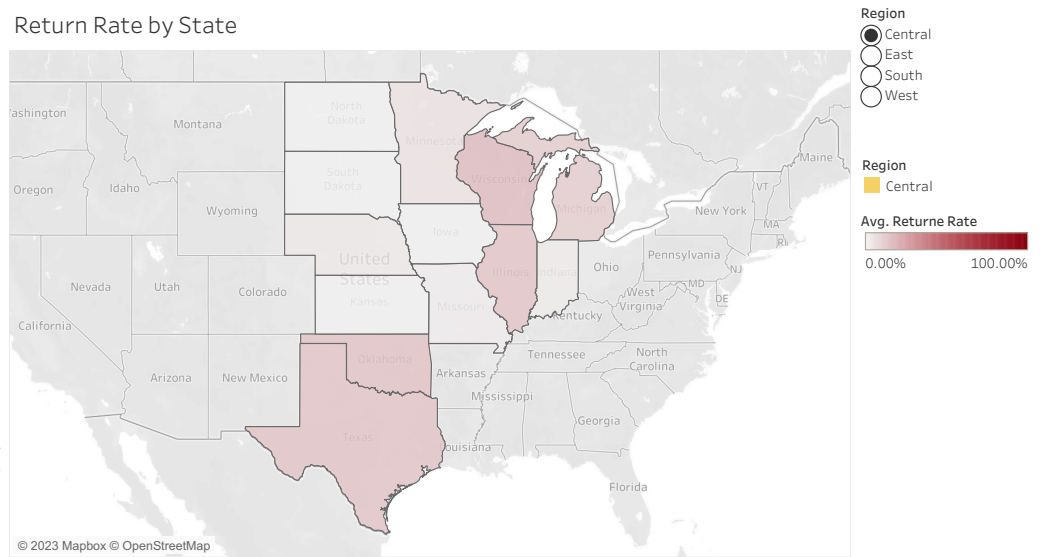 Return Rate by State
Region
Central
East
South
West
Region
Central
Avg. Returne Rate
0.00%
100.00%
ashington
Montana
North
Dakota
Minnesota
Maine
Oregon
Idaho
South
Dakota
Wisconsin
VT
Wyoming
Michigan
New York
MA
RI
Iowa
United
States
Illinois
Indiana
Ohio
Pennsylvania
NJ
Nevada
Utah
Colorado
Kansas
Missouri
West
Virginia
MD
DE
California
Kentucky
Oklahoma
Tennessee
North
Carolina
Arizona
New Mexico
Arkansas
Mississippi
Texas
Georgia
ouisiana
Florida
© 2023 Mapbox © OpenStreetMap